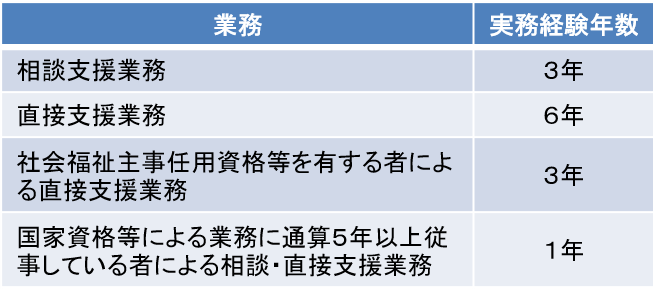 業務 実務経験年数
相談支援業務 ３年
直接支援業務 ６年
社会福祉主事任用資格等を有する者によ
る直接支援業務 ３年
国家資格等による業務に通算５年以上従
事している者による相談・直接支援業務 １年